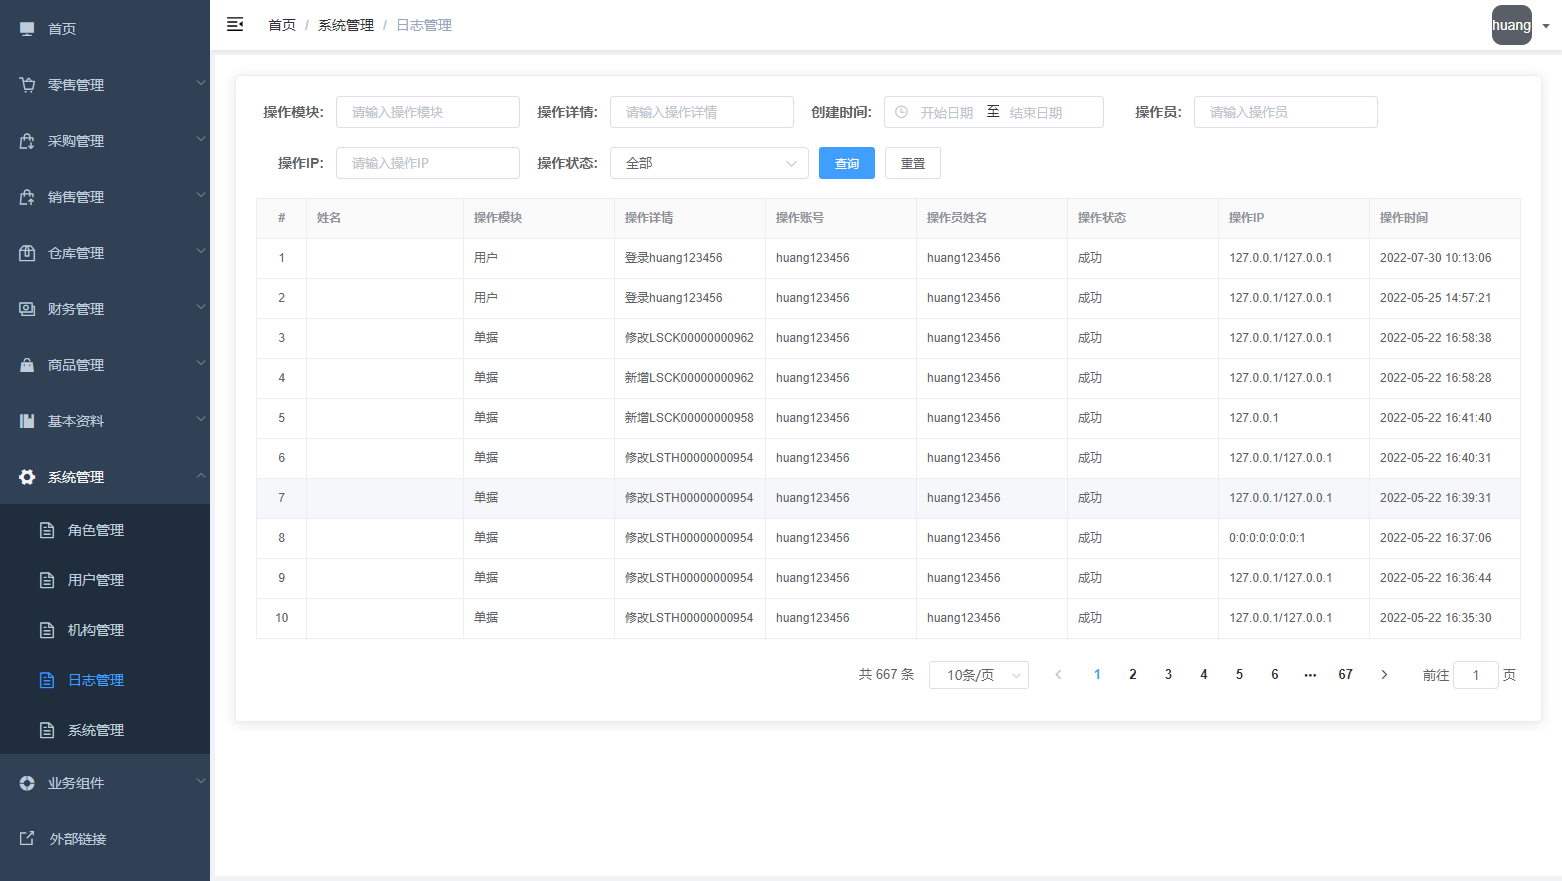 首页
零售管理
采购管理
销售管理
仓库管理
财务管理
商品管理
基本资料
系统管理
角色管理
用户管理
机构管理
日志管理
系统管理
业务组件
外部链接
首页 / 系统管理 / 日志管理
huang
操作模块: 请输入操作模块 操作详情: 请输入操作详情 创建时间: 开始日期 至 结束日期 操作员: 请输入操作员
操作IP: 请输入操作IP 操作状态: 全部 查询 重置
# 姓名 操作模块 操作详情 操作账号 操作员姓名 操作状态 操作IP 操作时间
1 用户 登录huang123456 huang123456 huang123456 成功 127.0.0.1/127.0.0.1 2022-07-30 10:13:06
2 用户 登录huang123456 huang123456 huang123456 成功 127.0.0.1/127.0.0.1 2022-05-25 14:57:21
3 单据 修改LSCK00000000962 huang123456 huang123456 成功 127.0.0.1/127.0.0.1 2022-05-22 16:58:38
4 单据 新增LSCK00000000962 huang123456 huang123456 成功 127.0.0.1/127.0.0.1 2022-05-22 16:58:28
5 单据 新增LSCK00000000958 huang123456 huang123456 成功 127.0.0.1 2022-05-22 16:41:40
6 单据 修改LSTH00000000954 huang123456 huang123456 成功 127.0.0.1/127.0.0.1 2022-05-22 16:40:31
7 单据 修改LSTH00000000954 huang123456 huang123456 成功 127.0.0.1/127.0.0.1 2022-05-22 16:39:31
8 单据 修改LSTH00000000954 huang123456 huang123456 成功 0:0:0:0:0:0:0:1 2022-05-22 16:37:06
9 单据 修改LSTH00000000954 huang123456 huang123456 成功 127.0.0.1/127.0.0.1 2022-05-22 16:36:44
10 单据 修改LSTH00000000954 huang123456 huang123456 成功 127.0.0.1/127.0.0.1 2022-05-22 16:35:30
共 667 条 10条/页 1 2 3 4 5 6 ••• 67 前往 1 页